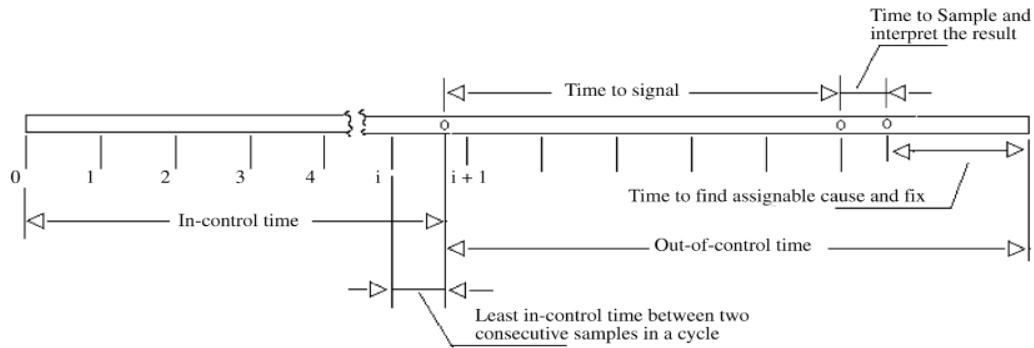 Time to Sample and
interpret the result
Time to signal
o o o
0 1 2 3 4 i i + 1
Time to find assignable cause and fix
In-control time
Out-of-control time
Least in-control time between two
consecutive samples in a cycle